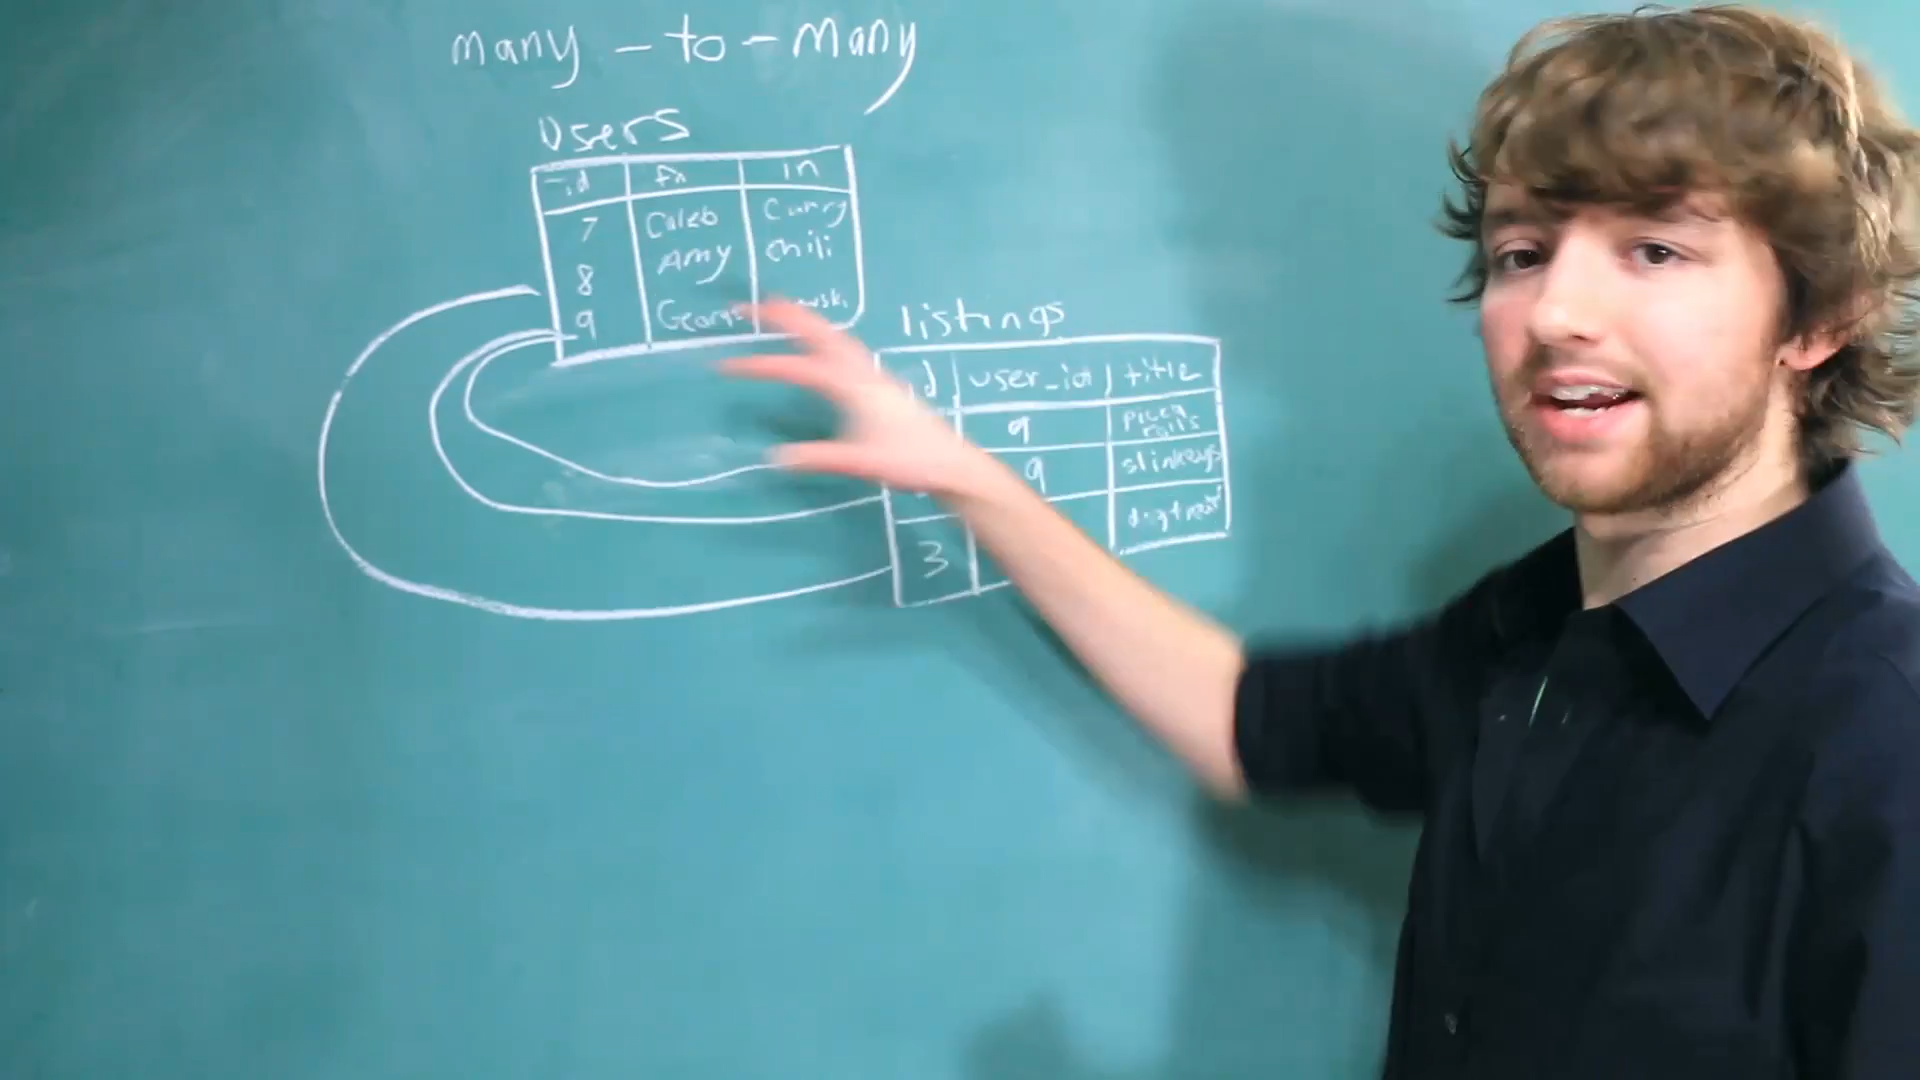 many-to-many
users
id fn ln
7 Caleb Curry
8 Amy Chili
9
listings
id user_id title
9
9 slinkeys
3